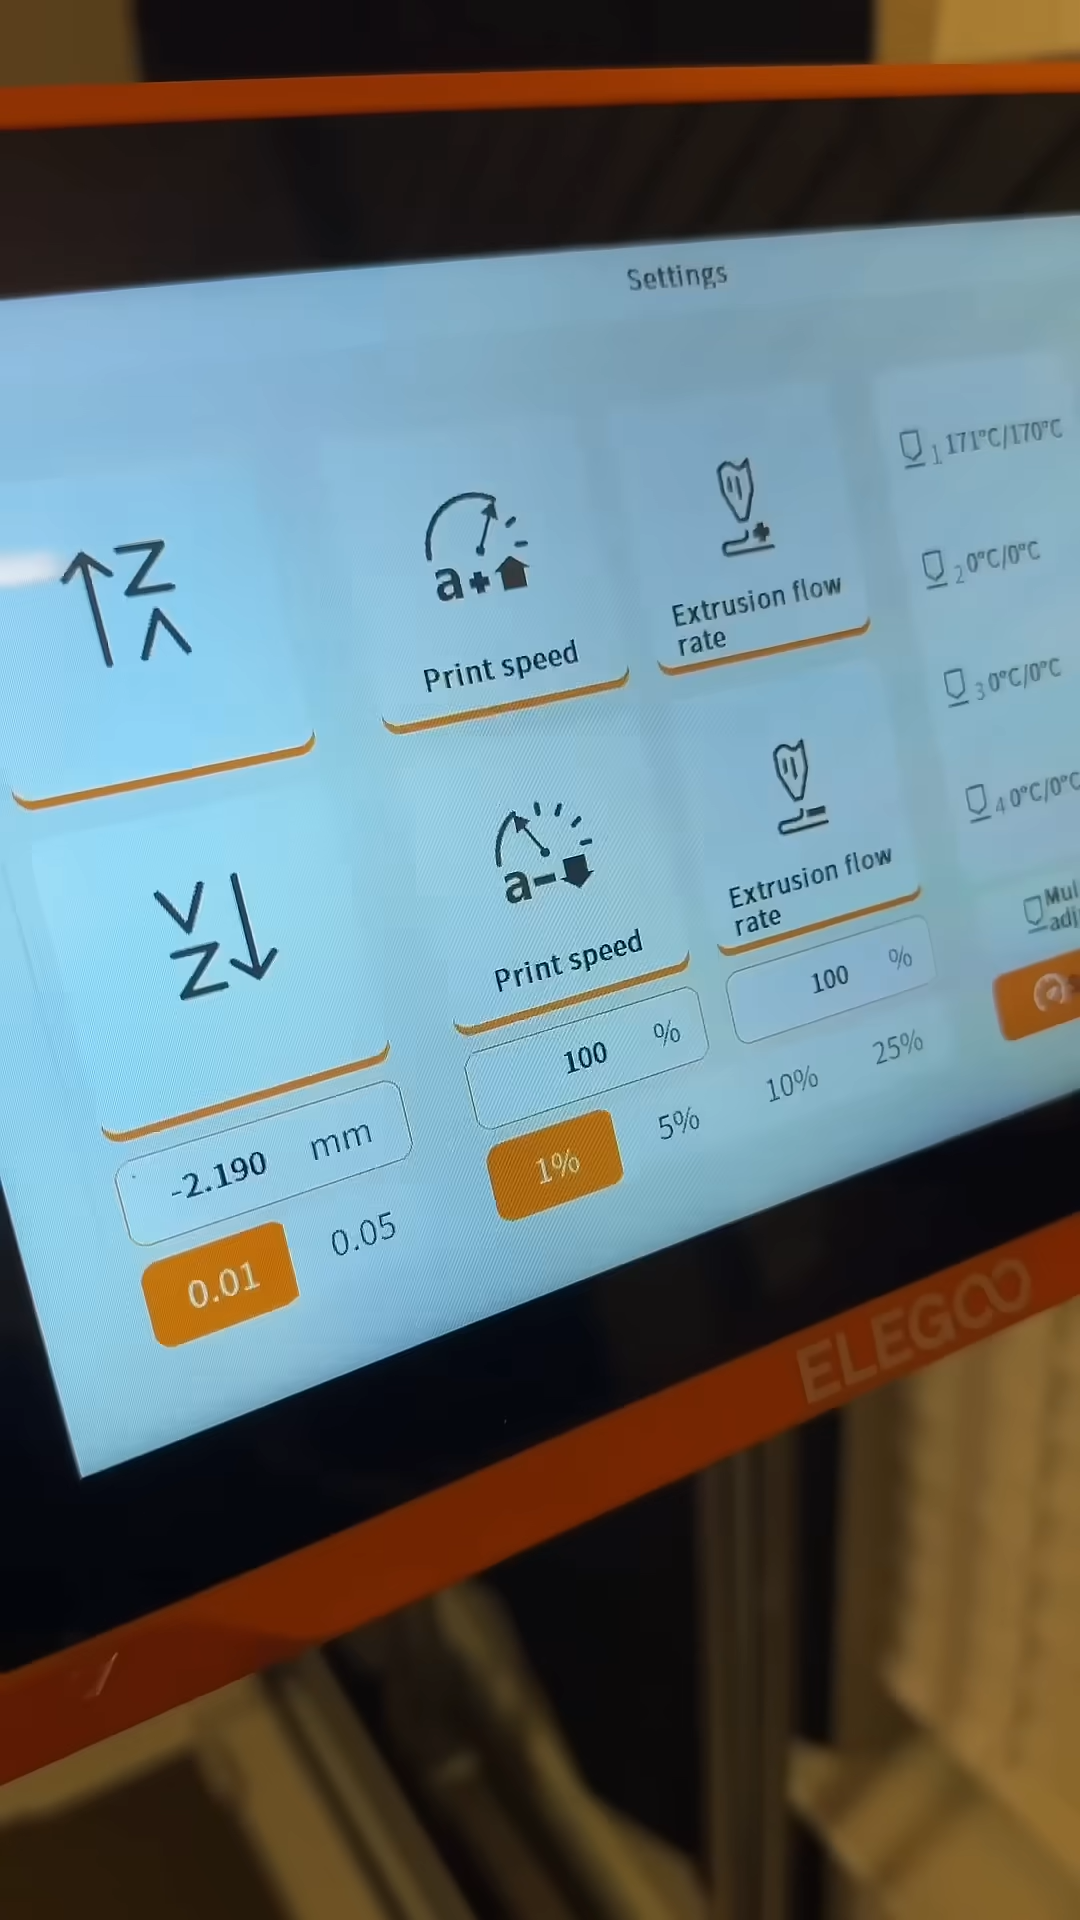 Settings
Z
a+
Print speed
Extrusion flow
rate
1 171°C/170°C
2 0°C/0°C
3 0°C/0°C
4 0°C/0°C
Z
a-
Print speed
Extrusion flow
rate
-2.190 mm
100 %
100 %
0.01 0.05
1% 5% 10% 25%
ELEGOO